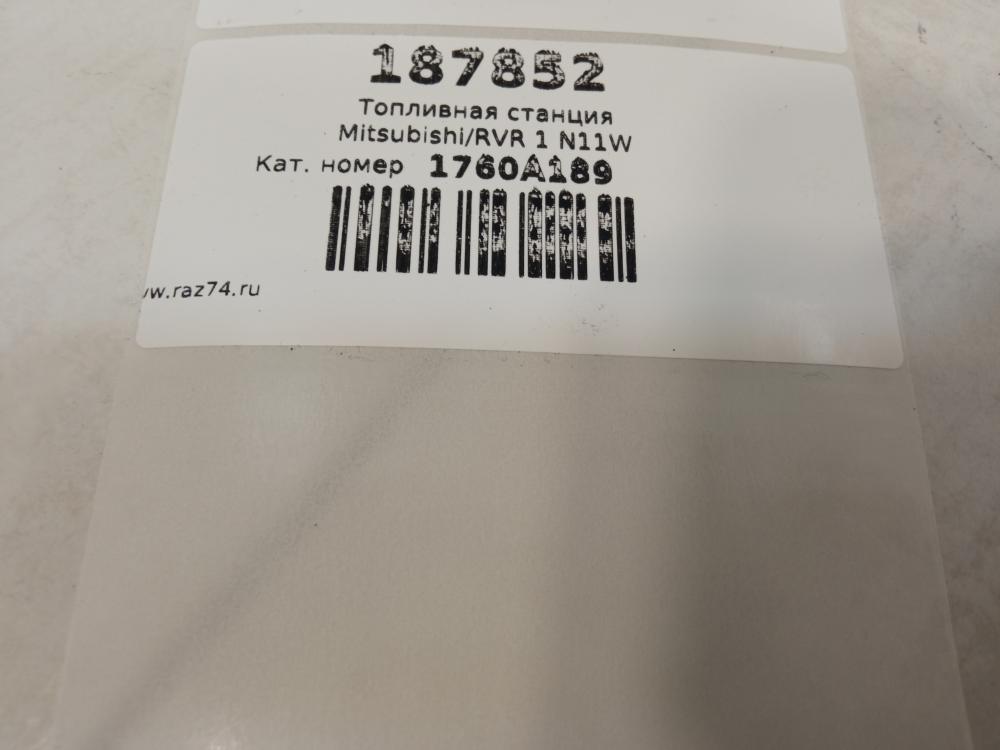 187852
Топливная станция
Mitsubishi/RVR 1 N11W
Кат. номер 1760A189
w.raz74.ru